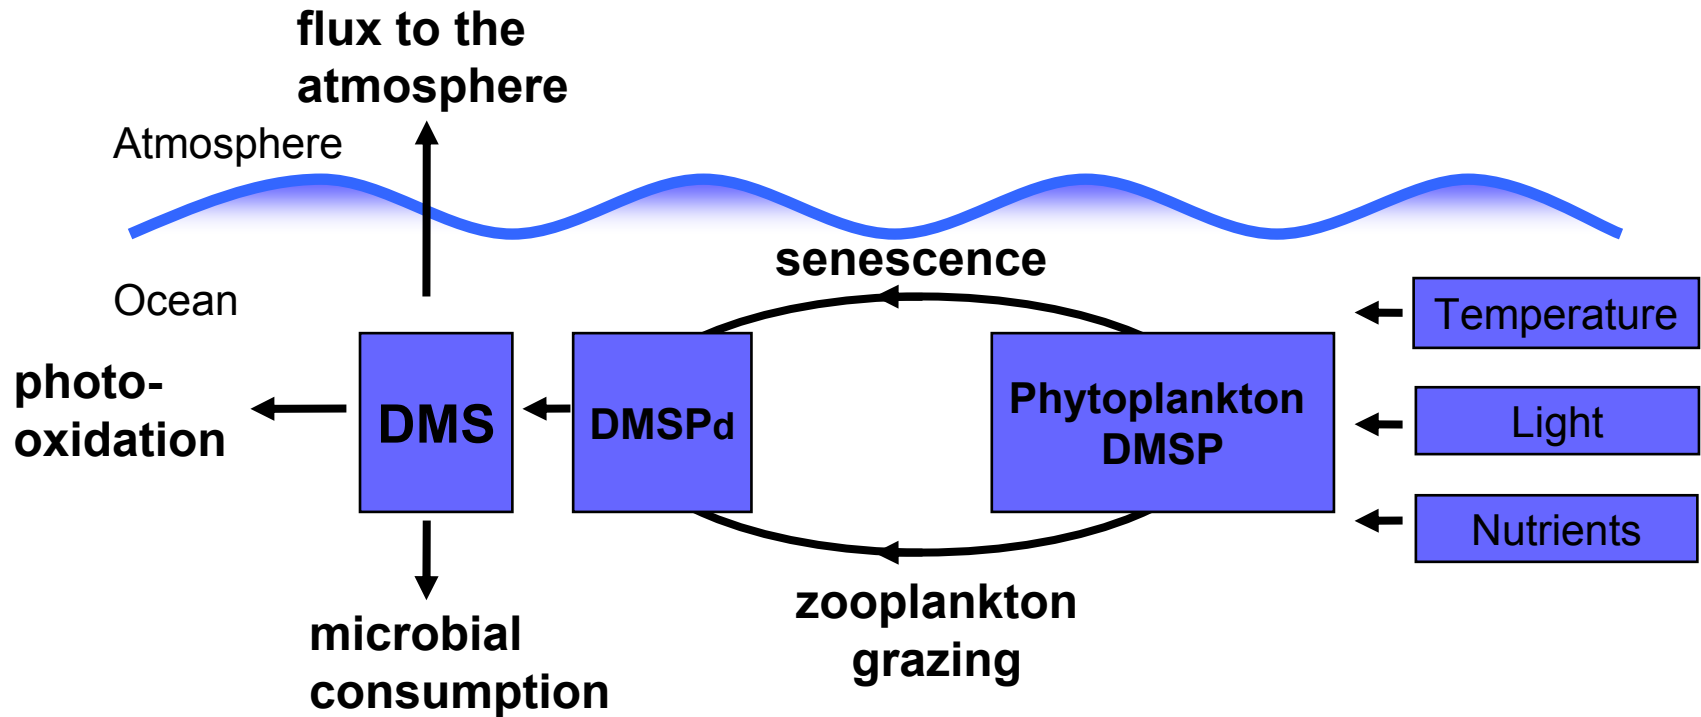 flux to the
atmosphere
Atmosphere
senescence
Ocean
Temperature
photo-
oxidation
DMS
DMSPd
Phytoplankton
DMSP
Light
Nutrients
zooplankton
grazing
microbial
consumption